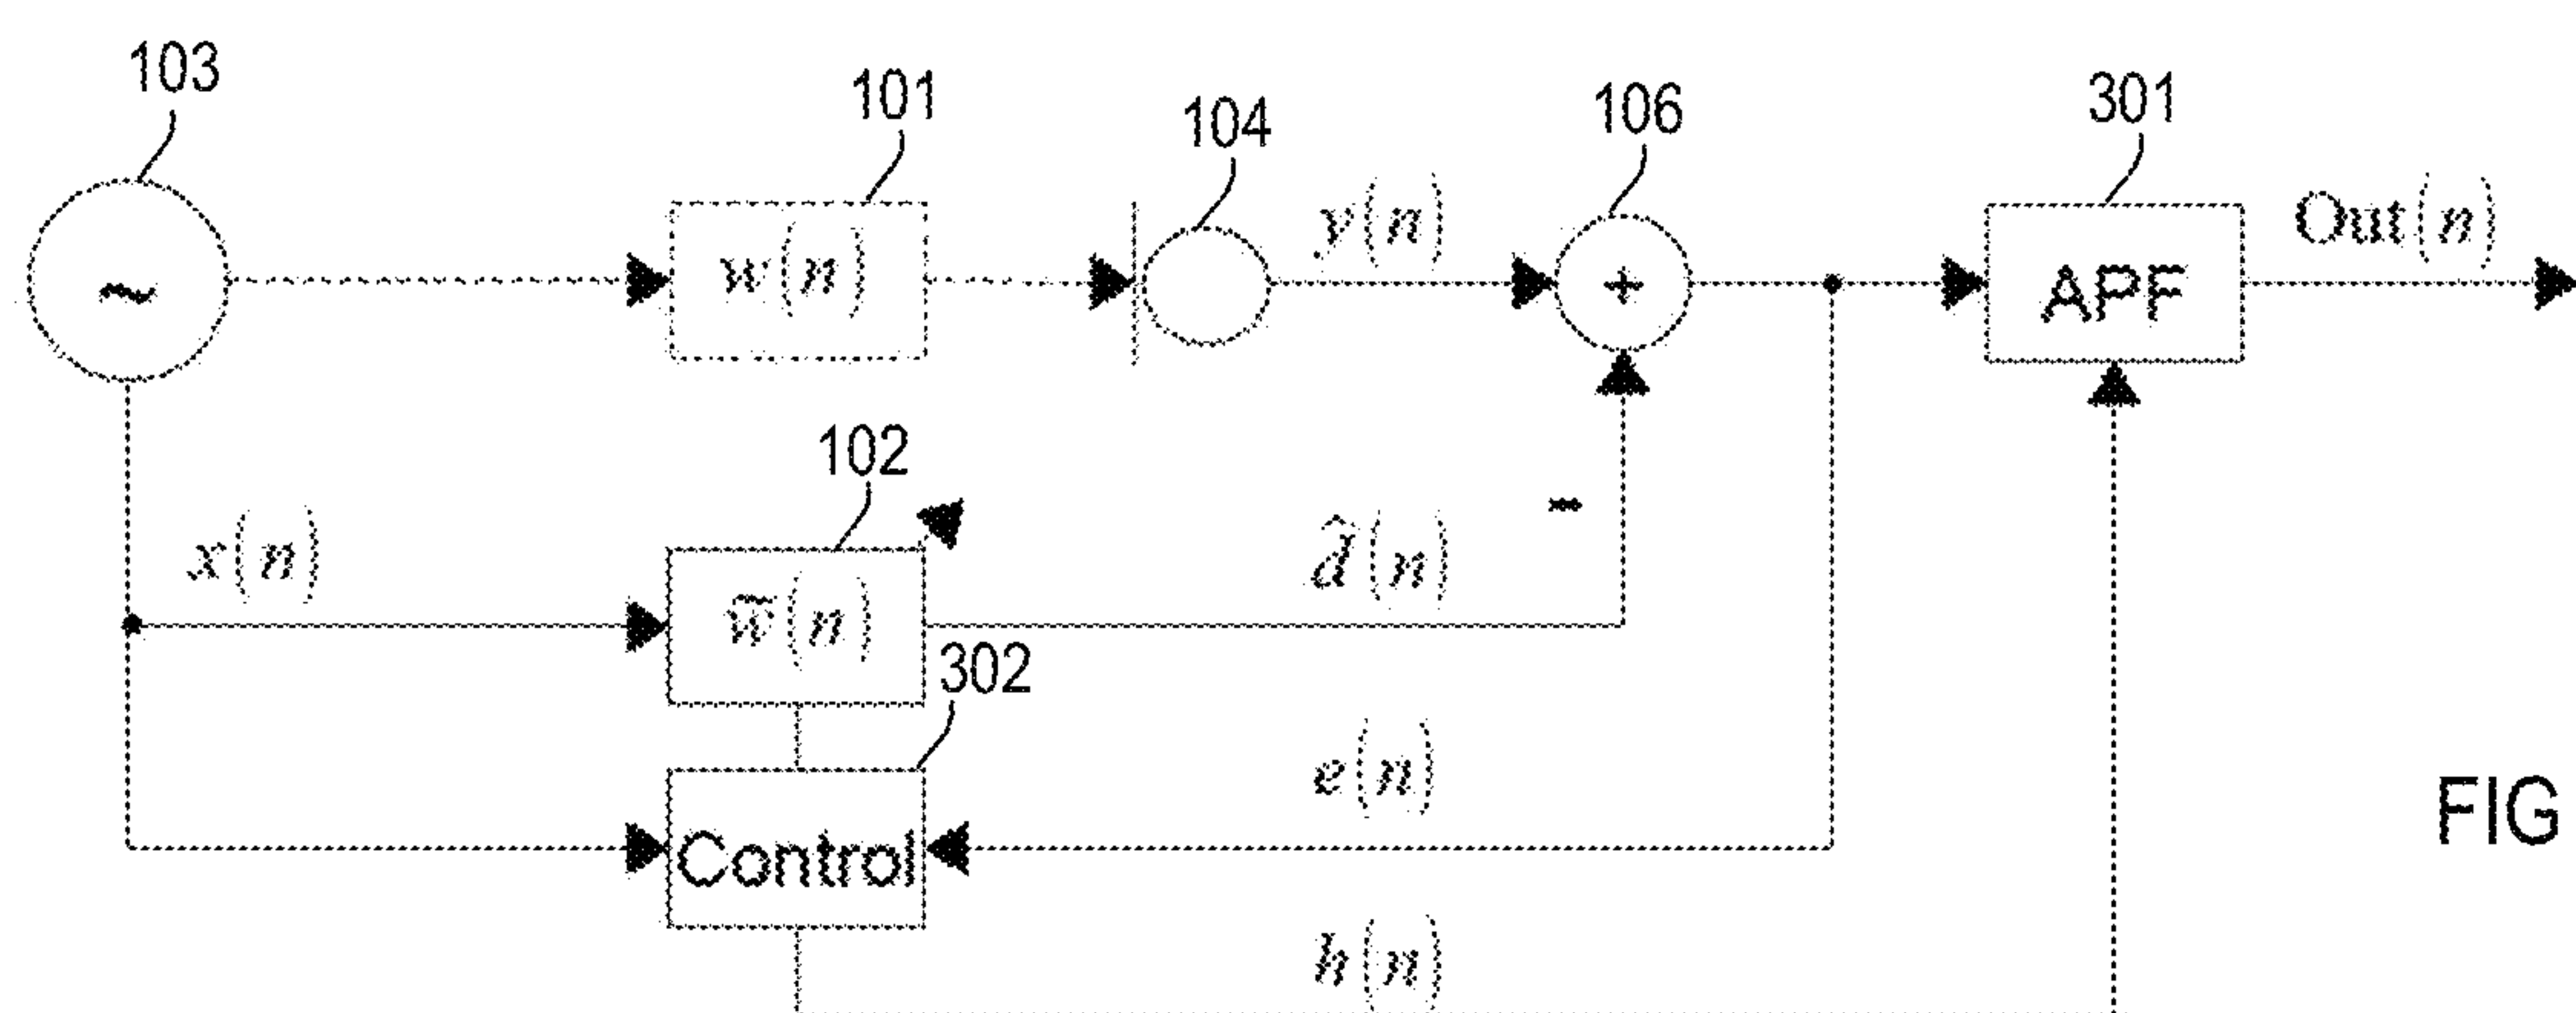 103
101
104
106
301
y(n)
Out(n)
~
w(n)
+
APF
102
-
x(n)
d̂(n)
w̃(n)
302
e(n)
Control
FIG
h(n)